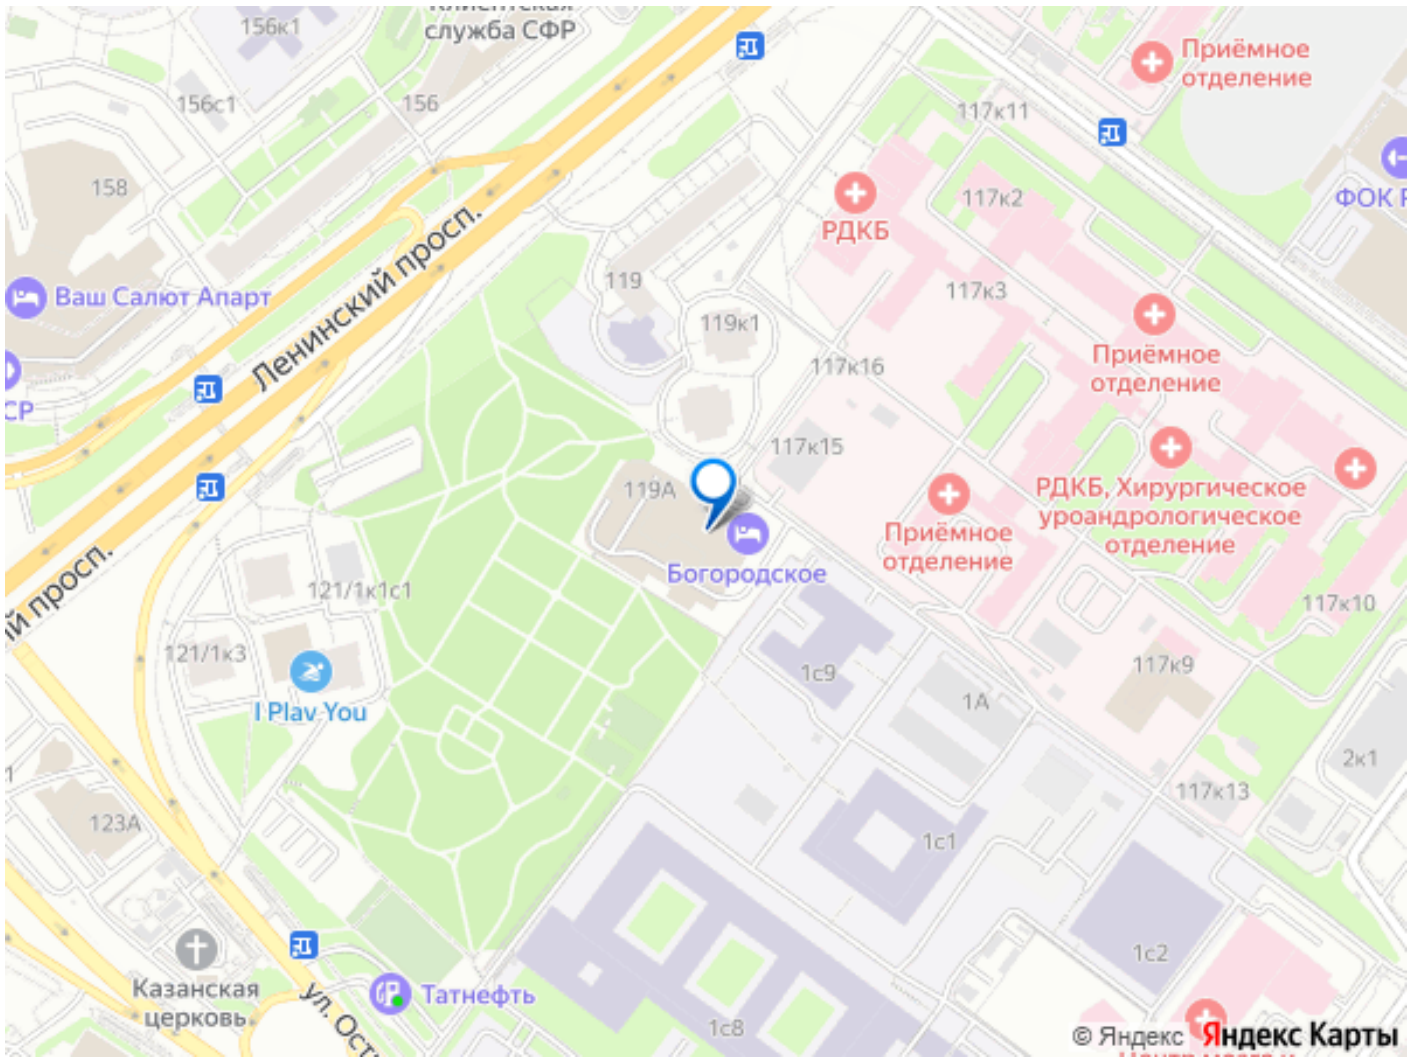 156к1
служба СФР
Приёмное
отделение
156с1
156
117к11
158
117к2
ФОК Р
РДКБ
Ленинский просп.
119
117к3
Ваш Салют Апарт
119к1
Приёмное
отделение
117к16
СР
117к15
119А
РДКБ, Хирургическое
уроандрологическое
отделение
Приёмное
отделение
Богородское
ий просп.
121/1к1с1
117к10
121/1к3
1с9
117к9
1А
I Play You
2к1
117к13
123А
1с1
1
1с2
Казанская
церковь
Татнефть
ул. Ост
1с8
© Яндекс Яндекс Карты